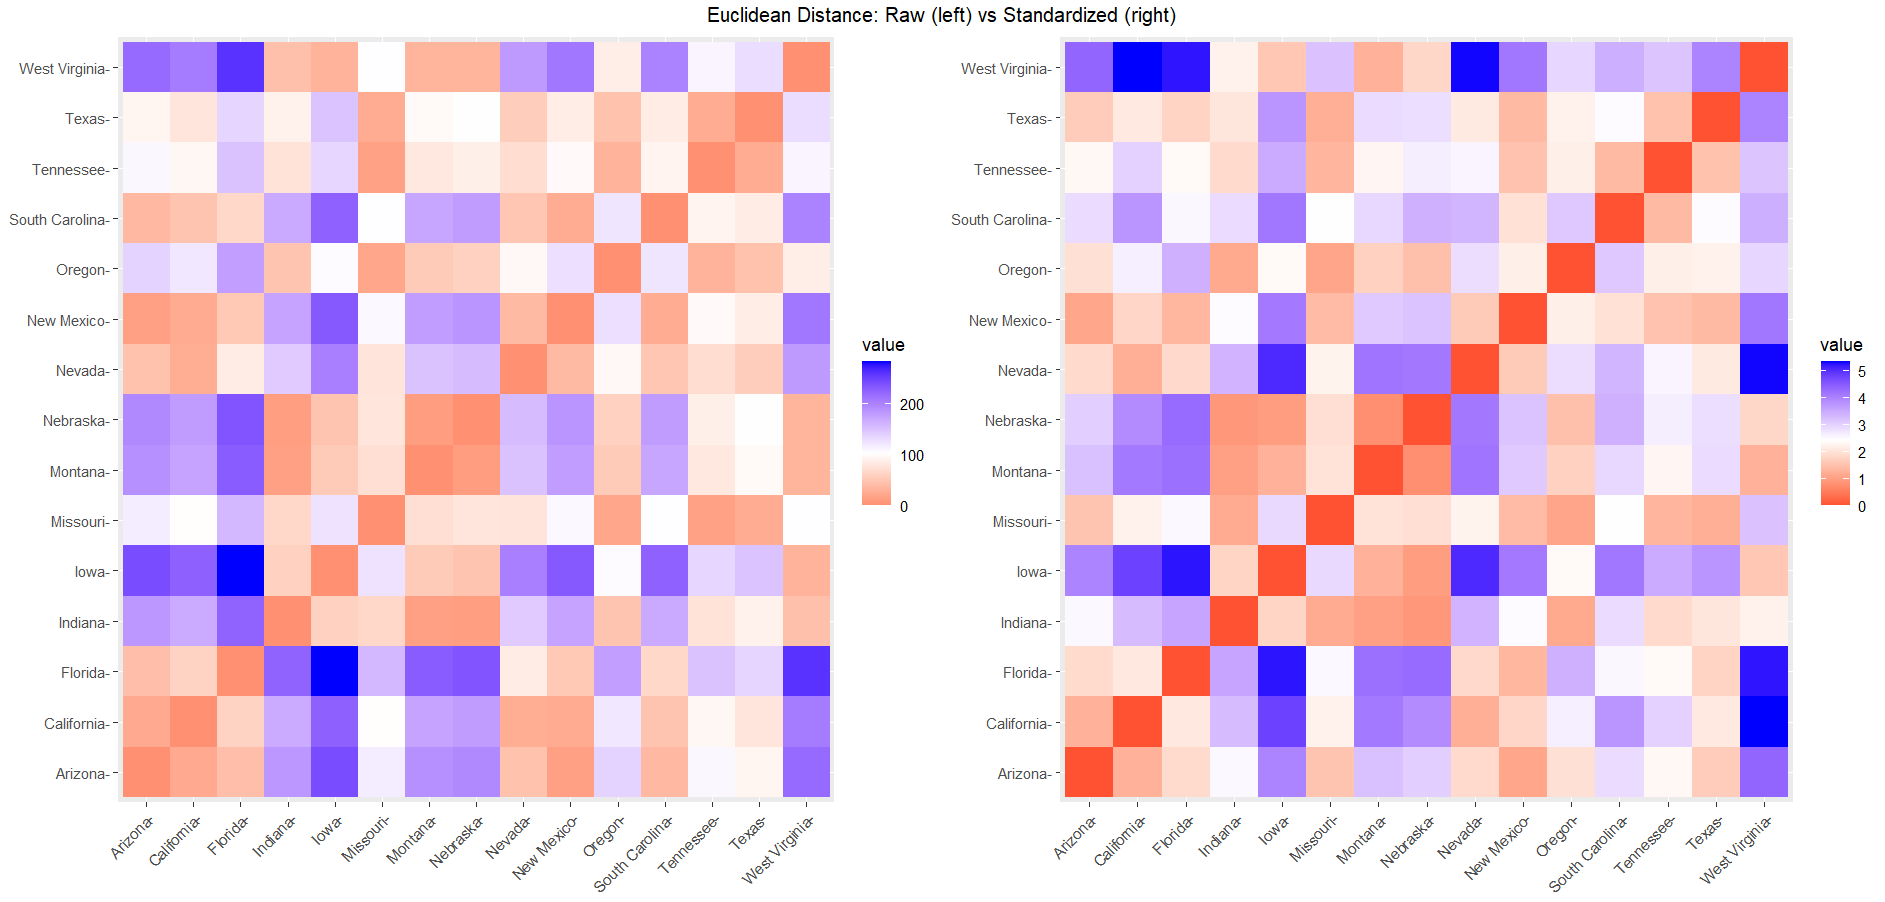 Euclidean Distance: Raw (left) vs Standardized (right)
West Virginia-
Texas-
Tennessee-
South Carolina-
Oregon-
New Mexico-
Nevada-
Nebraska-
Montana-
Missouri-
Iowa-
Indiana-
Florida-
California-
Arizona-
Arizona-
California-
Florida-
Indiana-
Iowa-
Missouri-
Montana-
Nebraska-
Nevada-
New Mexico-
Oregon-
South Carolina-
Tennessee-
Texas-
West Virginia-
value
200
100
0
West Virginia-
Texas-
Tennessee-
South Carolina-
Oregon-
New Mexico-
Nevada-
Nebraska-
Montana-
Missouri-
Iowa-
Indiana-
Florida-
California-
Arizona-
Arizona-
California-
Florida-
Indiana-
Iowa-
Missouri-
Montana-
Nebraska-
Nevada-
New Mexico-
Oregon-
South Carolina-
Tennessee-
Texas-
West Virginia-
value
5
4
3
2
1
0